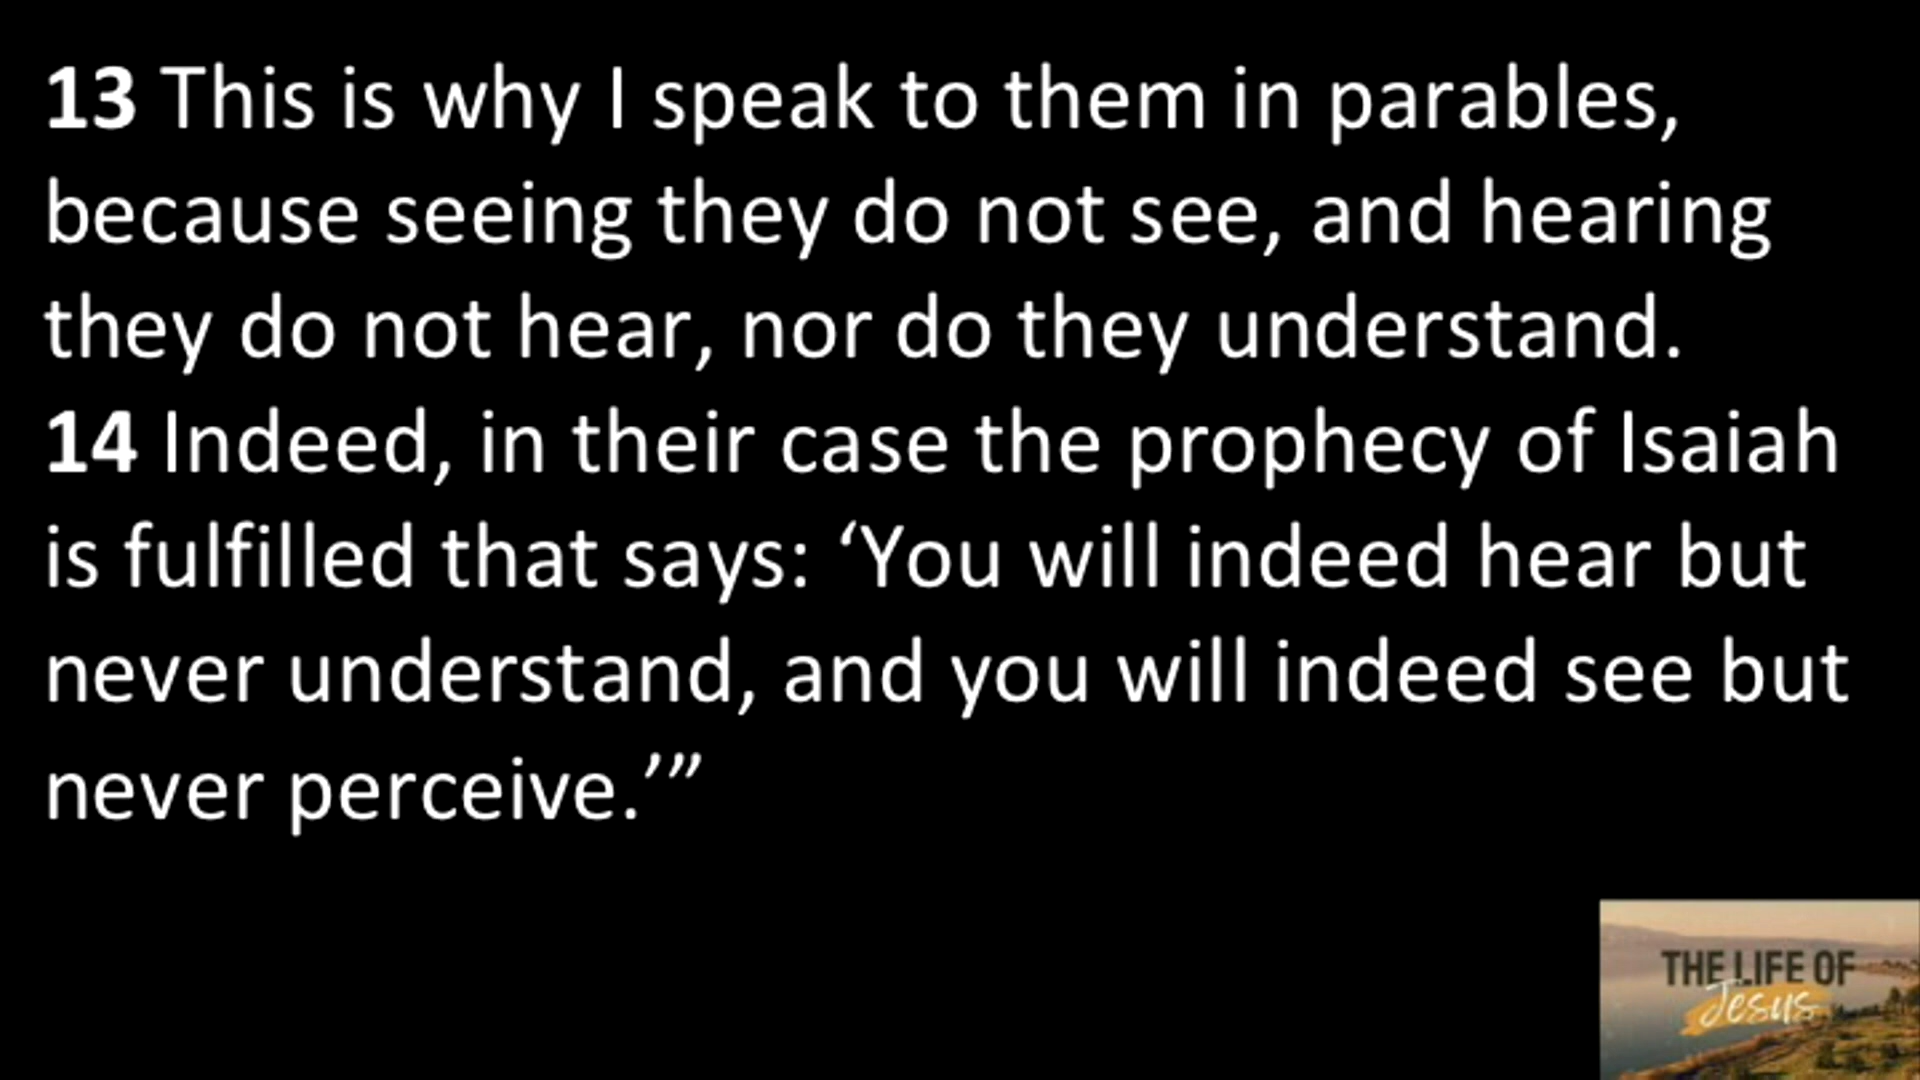 13 This is why I speak to them in parables,
because seeing they do not see, and hearing
they do not hear, nor do they understand.
14 Indeed, in their case the prophecy of Isaiah
is fulfilled that says: ‘You will indeed hear but
never understand, and you will indeed see but
never perceive.’”
THE LIFE OF
Jesus